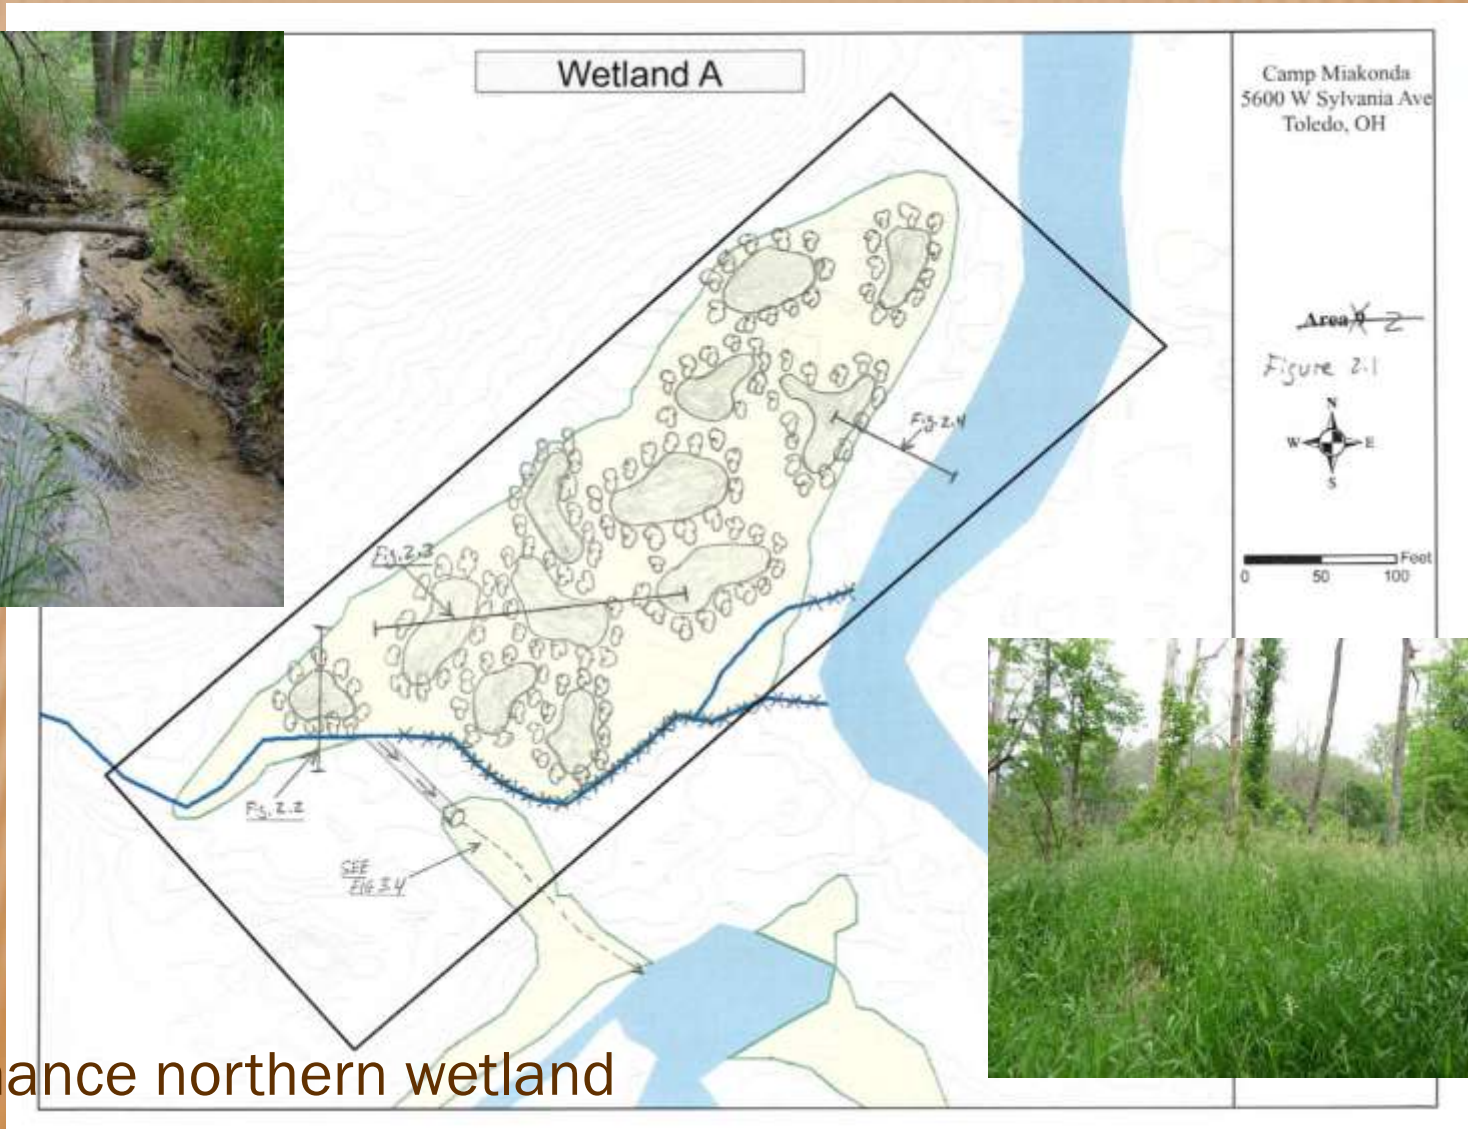 Wetland A
Camp Miakonda
5600 W Sylvania Ave
Toledo, OH
Area 9 2
Figure 2.1
N
W E
S
Feet
0 50 100
Fig. 2.4
Fig. 2.3
Fig. 2.2
SEE
FIG 3.4
ance northern wetland